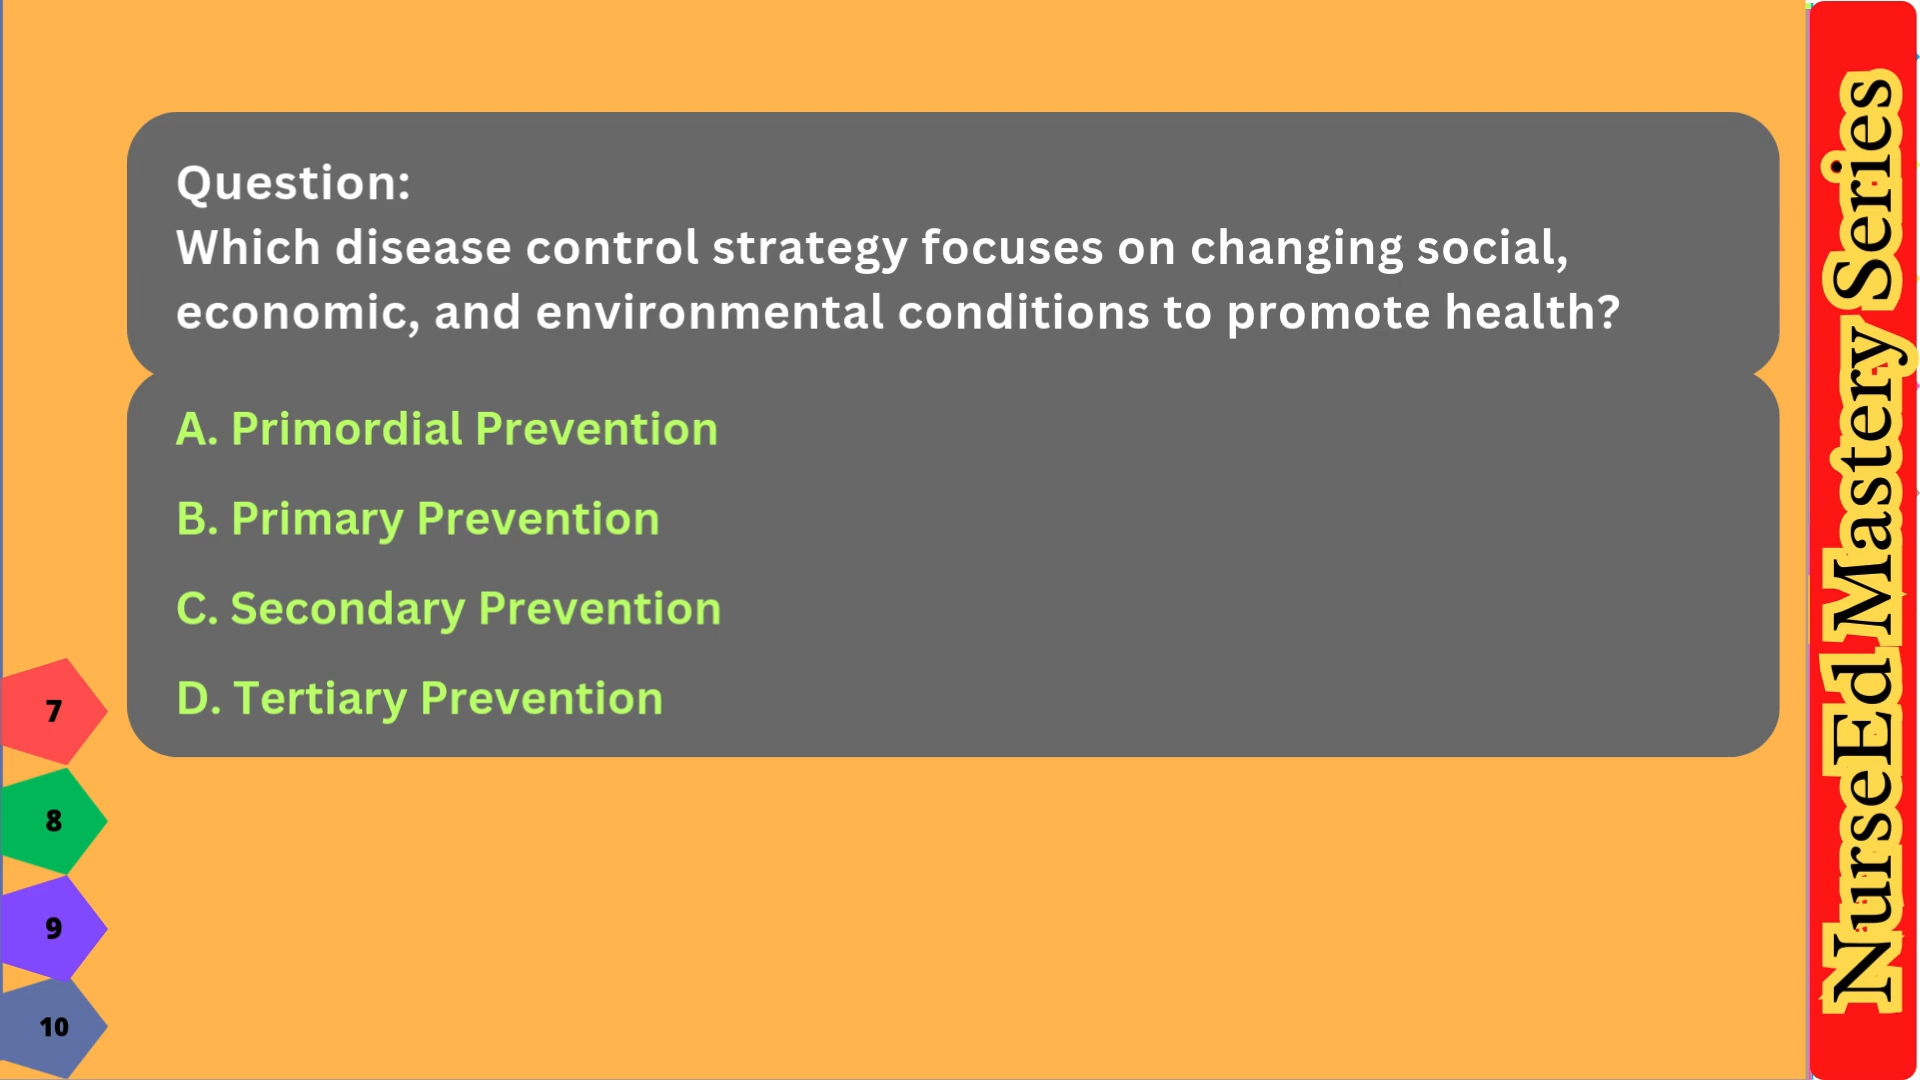 Question:
Which disease control strategy focuses on changing social,
economic, and environmental conditions to promote health?
A. Primordial Prevention
B. Primary Prevention
C. Secondary Prevention
D. Tertiary Prevention
7
8
9
10
NurseEd Mastery Series